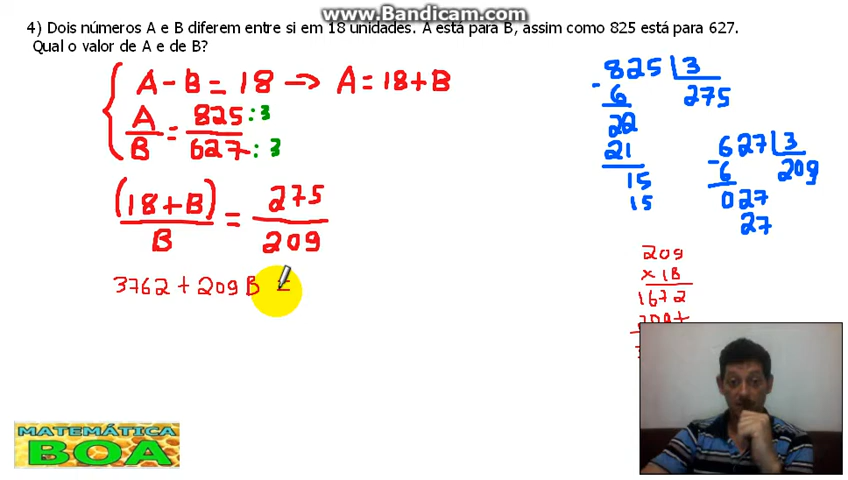 www.Bandicam.com
4) Dois números A e B diferem entre si em 18 unidades. A está para B, assim como 825 está para 627.
Qual o valor de A e de B?
A - B = 18 → A = 18 + B
A/B = 825/627 :3 :3
(18 + B)/B = 275/209
3762 + 209 B =
825 | 3
- 6 275
22
21
15
15
627 | 3
- 6 209
027
27
209
x 18
1672
209+
MATEMÁTICA
BOA